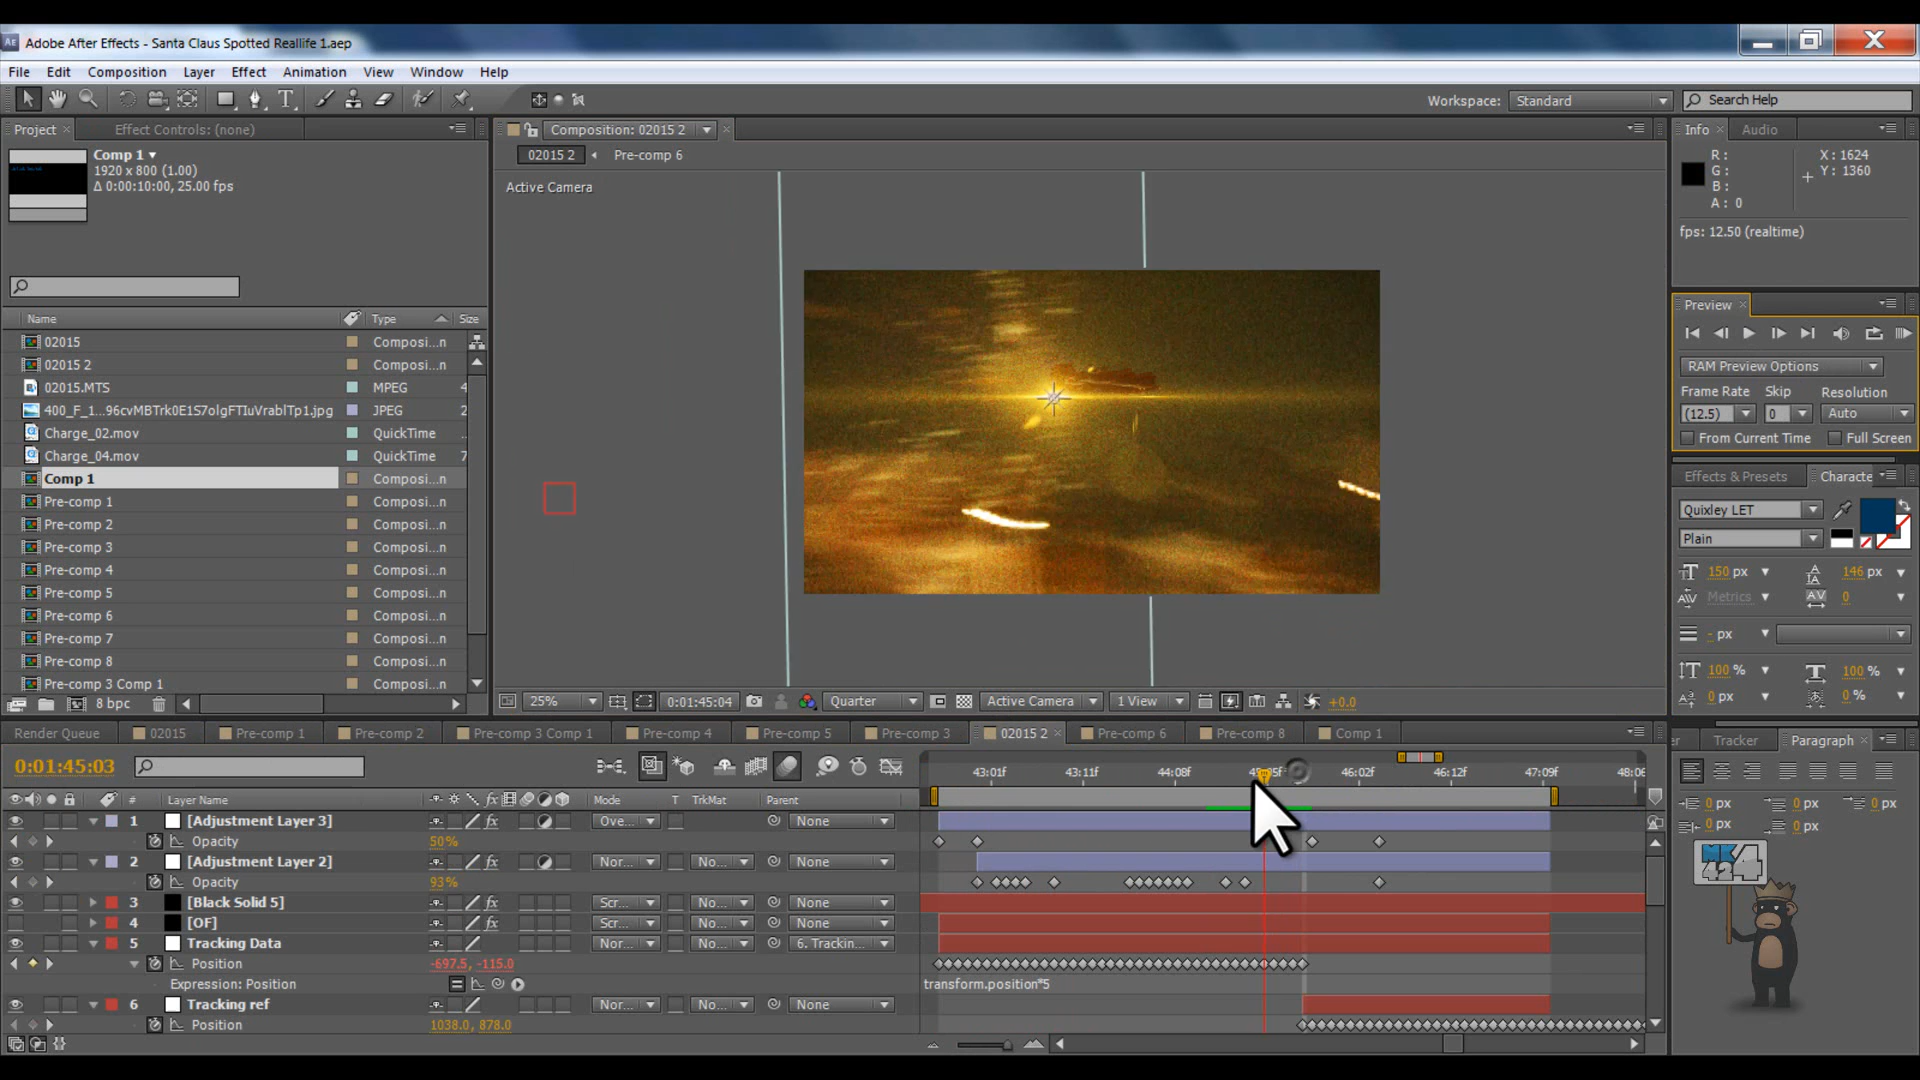 Adobe After Effects - Santa Claus Spotted Reallife 1.aep
File Edit Composition Layer Effect Animation View Window Help
Workspace: Standard Search Help
Project Effect Controls: (none)
Composition: 02015 2
Info Audio
Comp 1
1920 x 800 (1.00)
Δ 0:00:10:00, 25.00 fps
02015 2 Pre-comp 6
Active Camera
R :
G :
B :
A : 0
X : 1624
Y : 1360
fps: 12.50 (realtime)
Preview
RAM Preview Options
Frame Rate Skip Resolution
(12.5) 0 Auto
From Current Time Full Screen
Name Type Size
02015 Composi...n
02015 2 Composi...n
02015.MTS MPEG 4
400_F_1...96cvMBTrk0E1S7olgFTIuVrablTp1.jpg JPEG 2
Charge_02.mov QuickTime
Charge_04.mov QuickTime 7
Comp 1 Composi...n
Pre-comp 1 Composi...n
Pre-comp 2 Composi...n
Pre-comp 3 Composi...n
Pre-comp 4 Composi...n
Pre-comp 5 Composi...n
Pre-comp 6 Composi...n
Pre-comp 7 Composi...n
Pre-comp 8 Composi...n
Pre-comp 3 Comp 1 Composi...n
8 bpc
Effects & Presets Characte
Quixley LET
Plain
150 px 146 px
Metrics 0
- px
100 % 100 %
0 px 0 %
25% 0:01:45:04 Quarter Active Camera 1 View +0.0
Render Queue 02015 Pre-comp 1 Pre-comp 2 Pre-comp 3 Comp 1 Pre-comp 4 Pre-comp 5 Pre-comp 3 02015 2 Pre-comp 6 Pre-comp 8 Comp 1
er Tracker Paragraph
0:01:45:03
43:01f 43:11f 44:08f 45:05f 46:02f 46:12f 47:09f 48:06
# Layer Name Mode T TrkMat Parent
1 [Adjustment Layer 3] Ove... None
Opacity 50%
2 [Adjustment Layer 2] Nor... No... None
Opacity 93%
3 [Black Solid 5] Scr... No... None
4 [OF] Scr... No... None
5 Tracking Data Nor... No... 6. Trackin...
Position -697.5, -115.0
Expression: Position transform.position*5
6 Tracking ref Nor... No... None
Position 1038.0, 878.0
0 px 0 px 0 px
0 px 0 px
MK 4
42